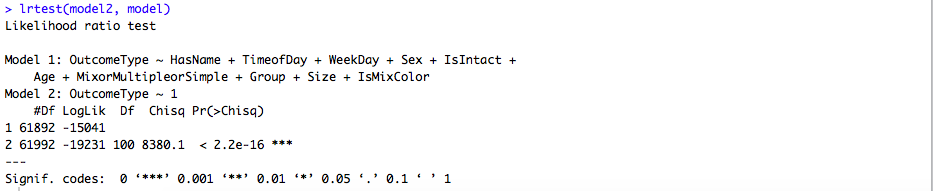 > lrtest(model2, model)
Likelihood ratio test

Model 1: OutcomeType ~ HasName + TimeofDay + WeekDay + Sex + IsIntact +
    Age + MixorMultipleorSimple + Group + Size + IsMixColor
Model 2: OutcomeType ~ 1
    #Df LogLik  Df  Chisq Pr(>Chisq)
1 61892 -15041
2 61992 -19231 100 8380.1  < 2.2e-16 ***
---
Signif. codes:  0 ‘***’ 0.001 ‘**’ 0.01 ‘*’ 0.05 ‘.’ 0.1 ‘ ’ 1